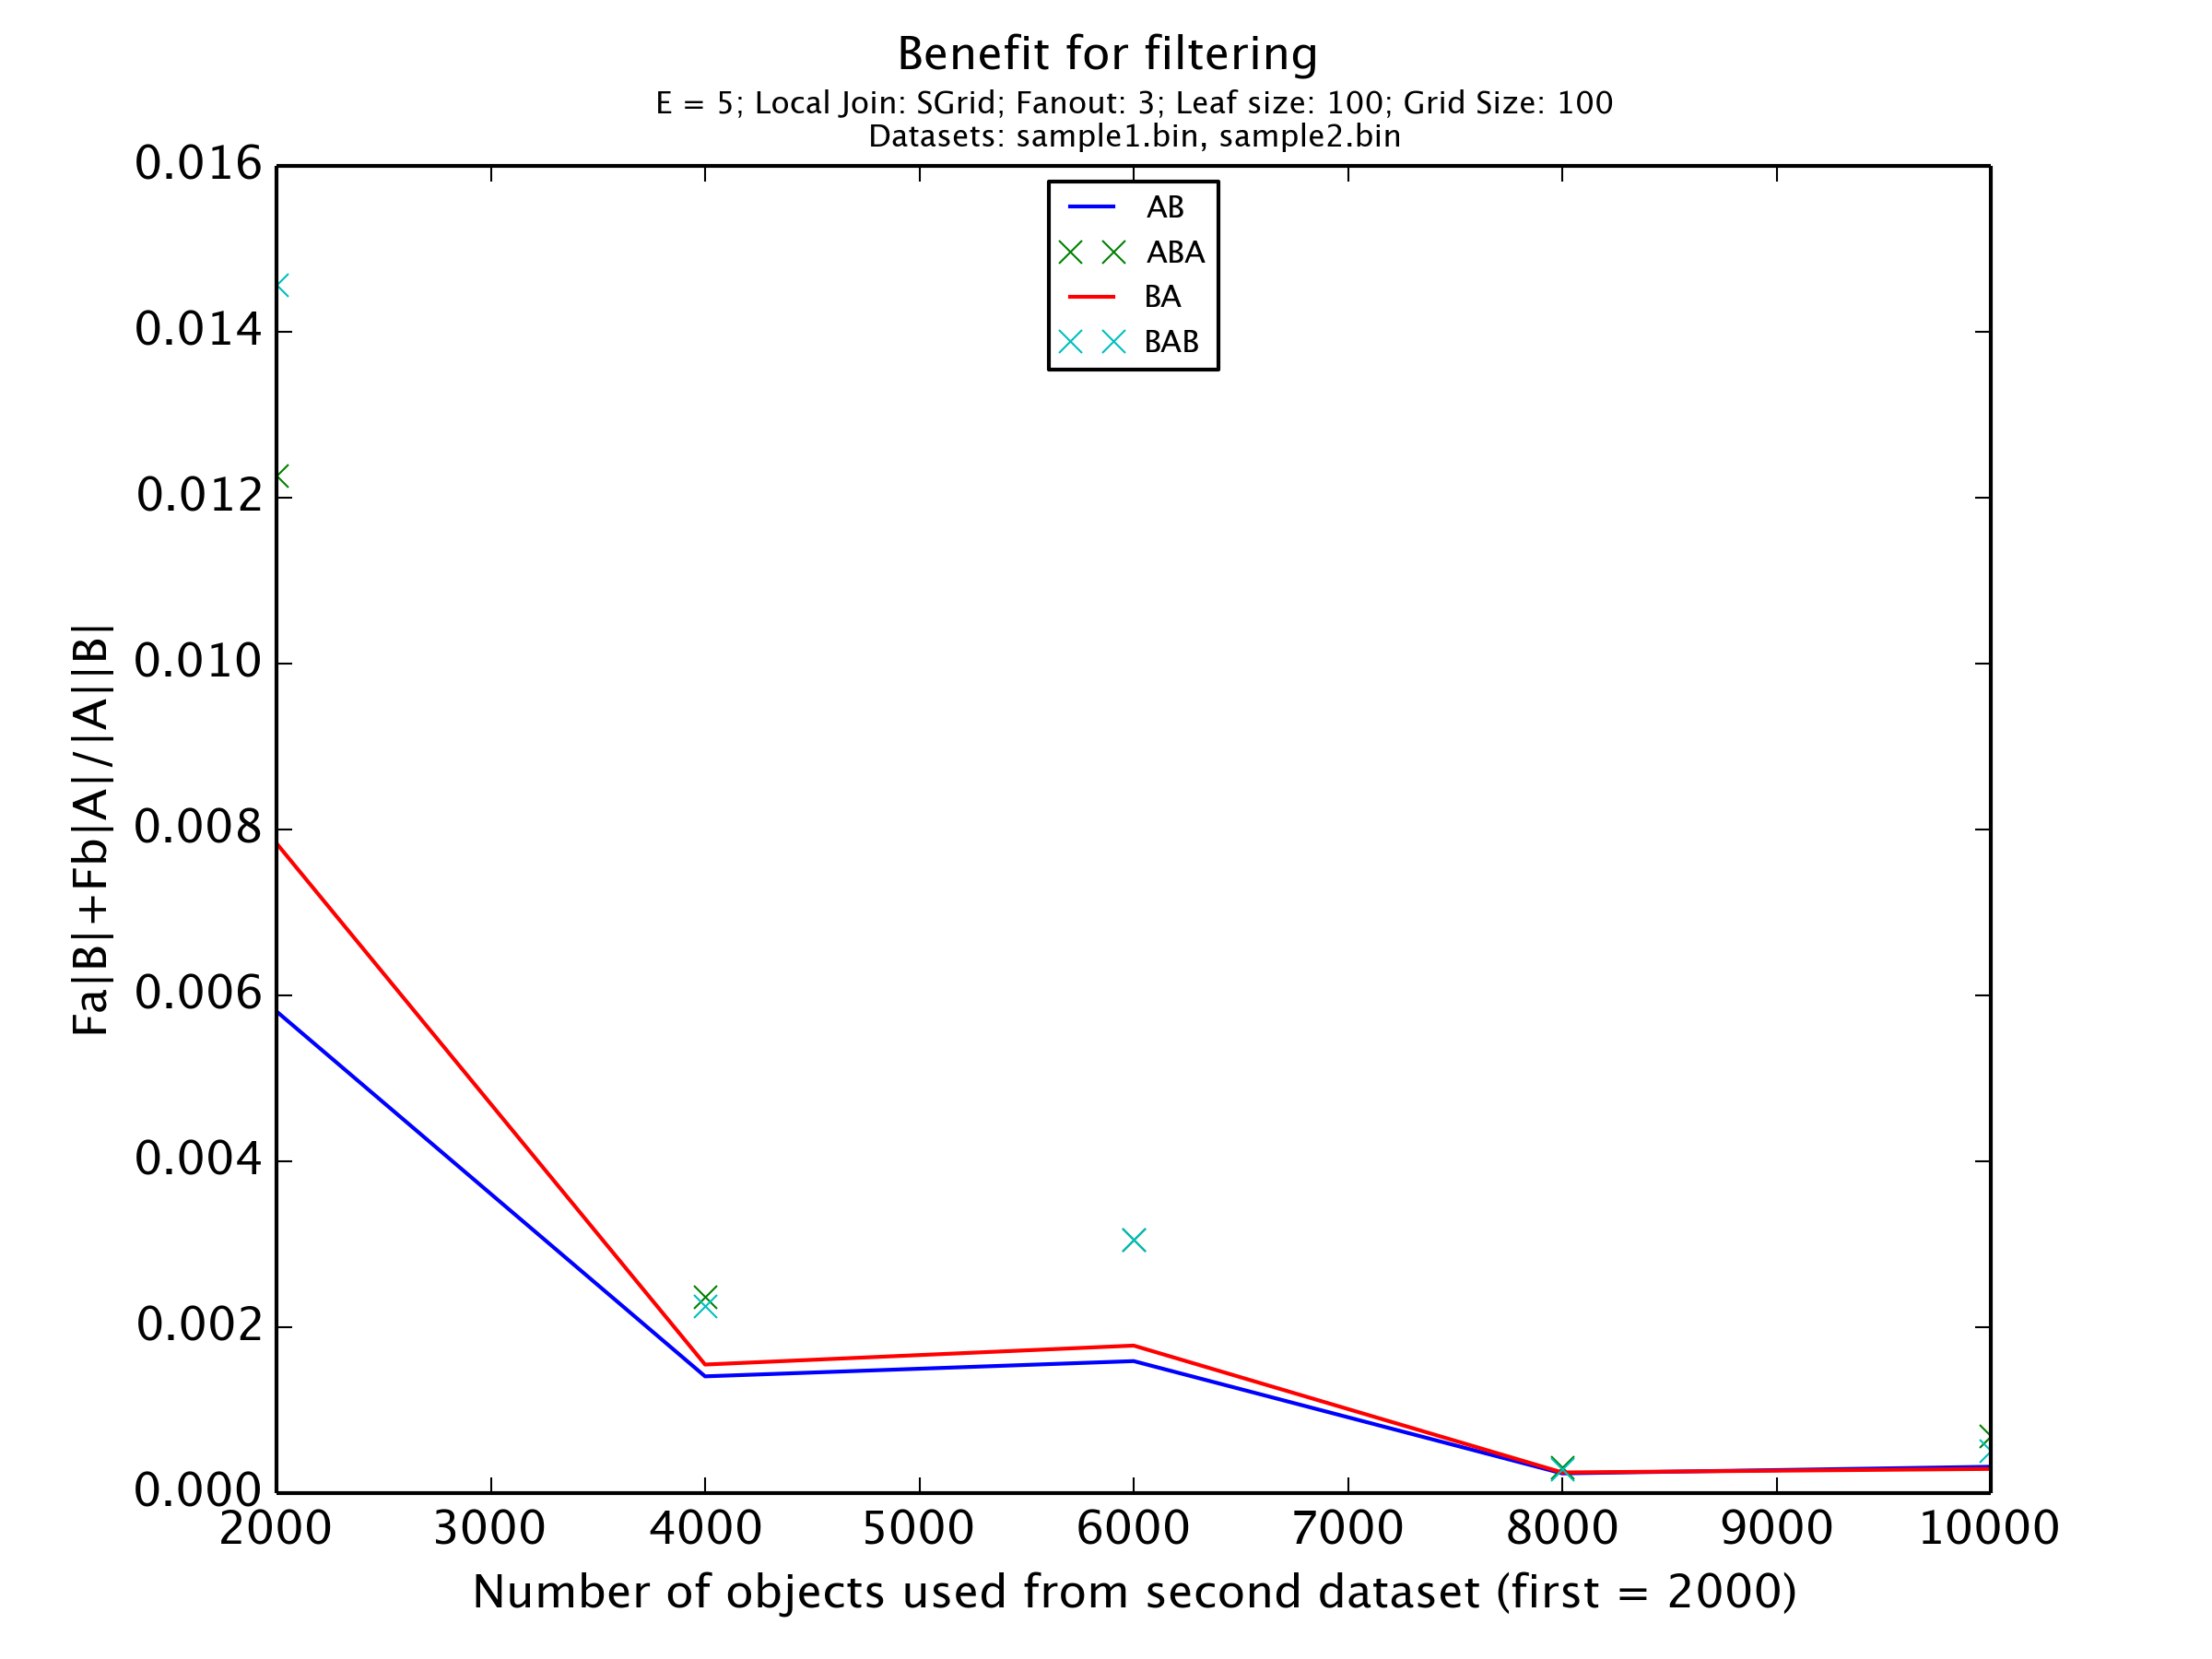 Benefit for filtering
E = 5; Local Join: SGrid; Fanout: 3; Leaf size: 100; Grid Size: 100
Datasets: sample1.bin, sample2.bin
AB
ABA
BA
BAB
0.016
0.014
0.012
0.010
0.008
0.006
0.004
0.002
0.000
Fa|B|+Fb|A|/|A||B|
2000 3000 4000 5000 6000 7000 8000 9000 10000
Number of objects used from second dataset (first = 2000)